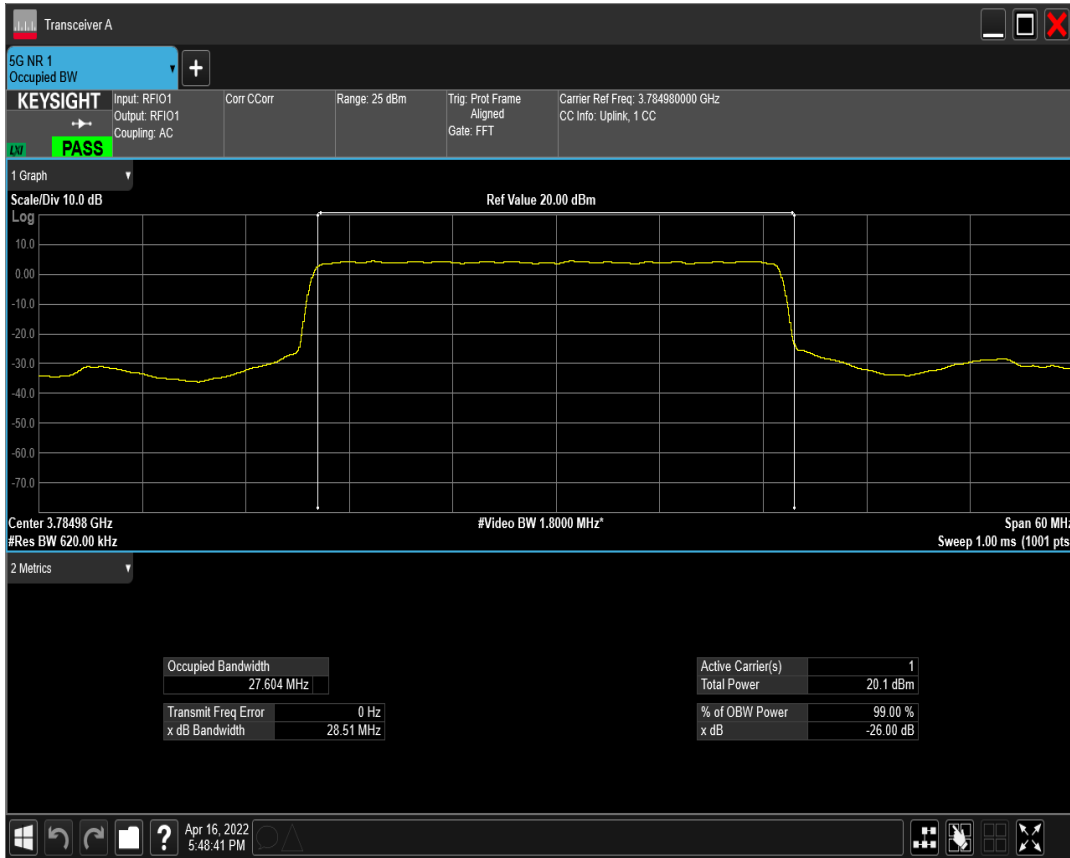 Transceiver A
5G NR 1
Occupied BW
+
KEYSIGHT
LXI
PASS
Input: RFIO1
Output: RFIO1
Coupling: AC
Corr CCorr
Range: 25 dBm
Trig: Prot Frame
Aligned
Gate: FFT
Carrier Ref Freq: 3.784980000 GHz
CC Info: Uplink, 1 CC
1 Graph
Scale/Div 10.0 dB
Ref Value 20.00 dBm
Log
10.0
0.00
-10.0
-20.0
-30.0
-40.0
-50.0
-60.0
-70.0
Center 3.78498 GHz
#Video BW 1.8000 MHz*
Span 60 MHz
#Res BW 620.00 kHz
Sweep 1.00 ms (1001 pts
2 Metrics
Occupied Bandwidth
27.604 MHz
Transmit Freq Error 0 Hz
x dB Bandwidth 28.51 MHz
Active Carrier(s) 1
Total Power 20.1 dBm
% of OBW Power 99.00 %
x dB -26.00 dB
?
Apr 16, 2022
5:48:41 PM